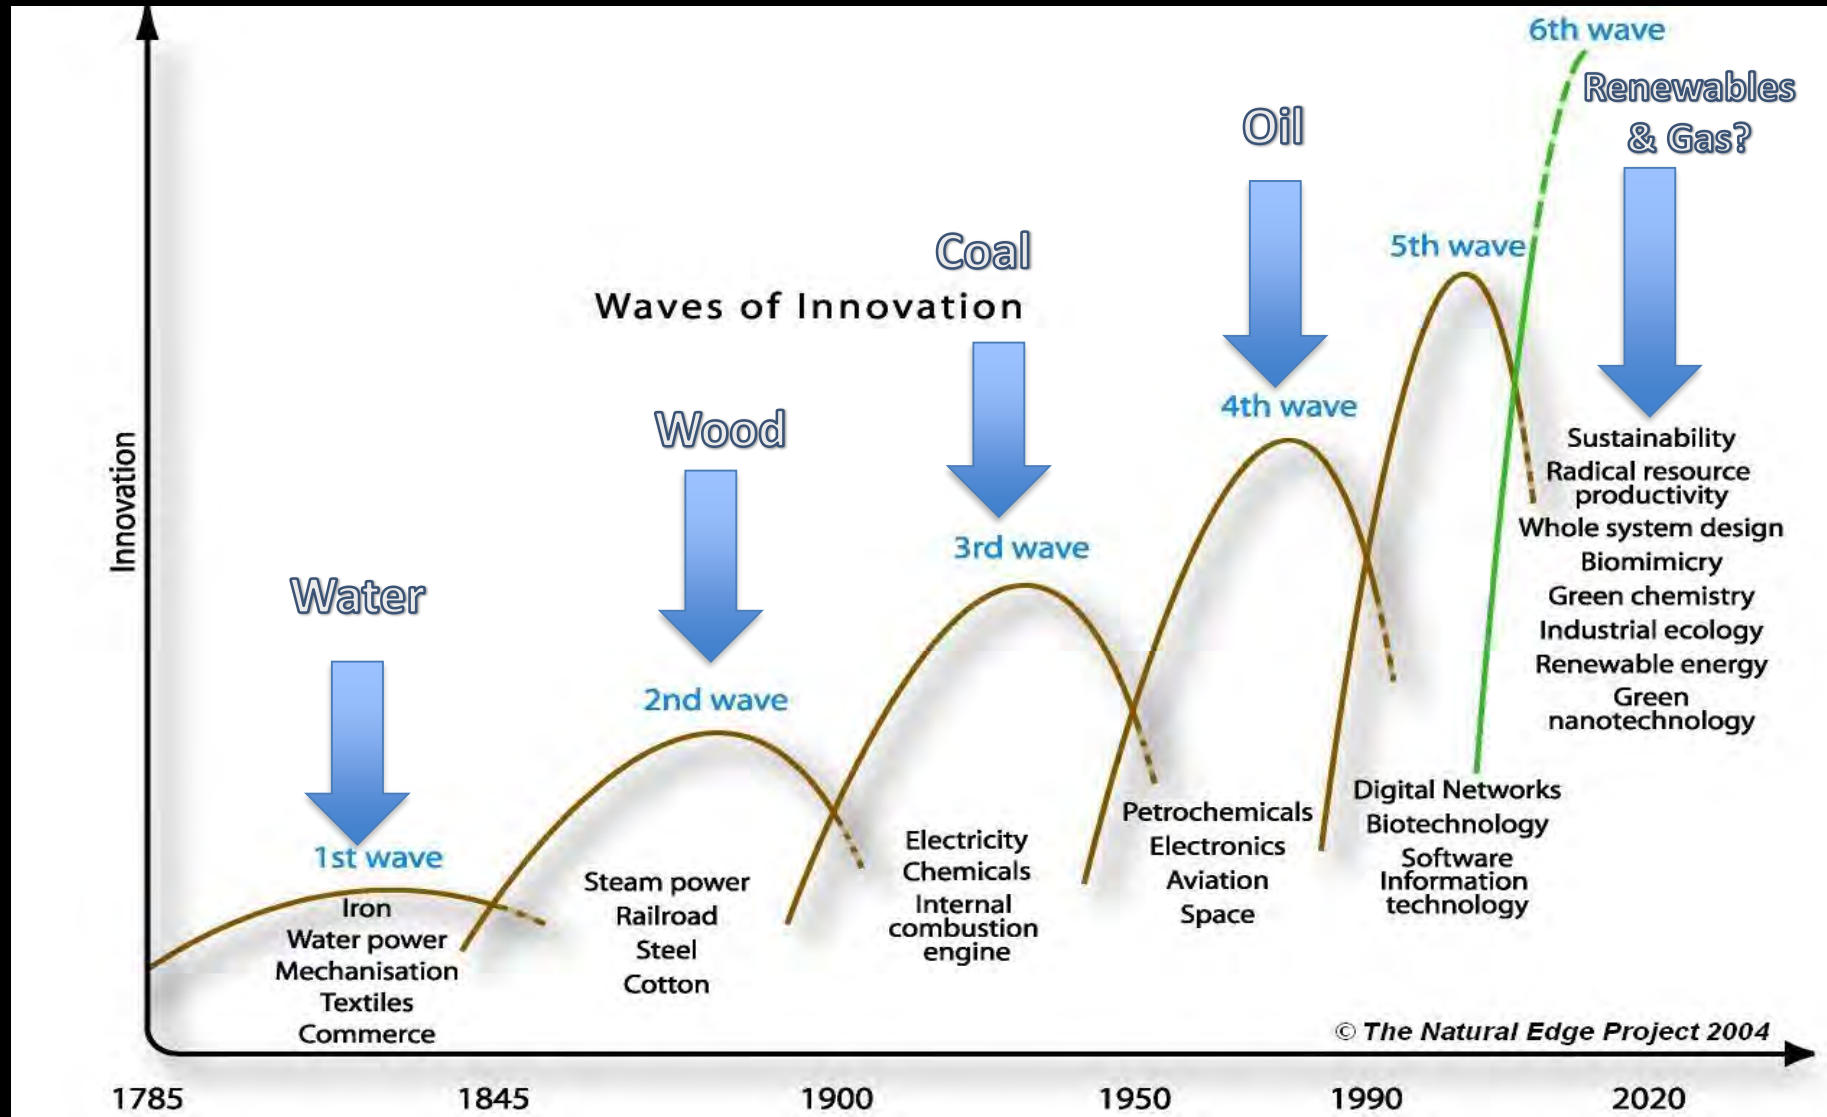 6th wave
Renewables
& Gas?
Oil
5th wave
Coal
Waves of Innovation
4th wave
Wood
3rd wave
Water
2nd wave
1st wave
Innovation
Iron
Water power
Mechanisation
Textiles
Commerce
Steam power
Railroad
Steel
Cotton
Electricity
Chemicals
Internal
combustion
engine
Petrochemicals
Electronics
Aviation
Space
Digital Networks
Biotechnology
Software
Information
technology
Sustainability
Radical resource
productivity
Whole system design
Biomimicry
Green chemistry
Industrial ecology
Renewable energy
Green
nanotechnology
© The Natural Edge Project 2004
1785 1845 1900 1950 1990 2020